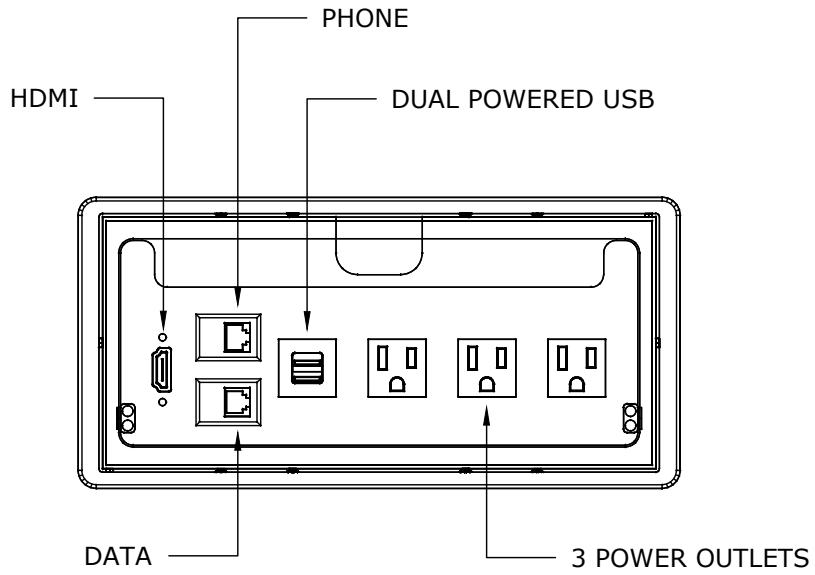 PHONE
HDMI
DUAL POWERED USB
DATA
3 POWER OUTLETS